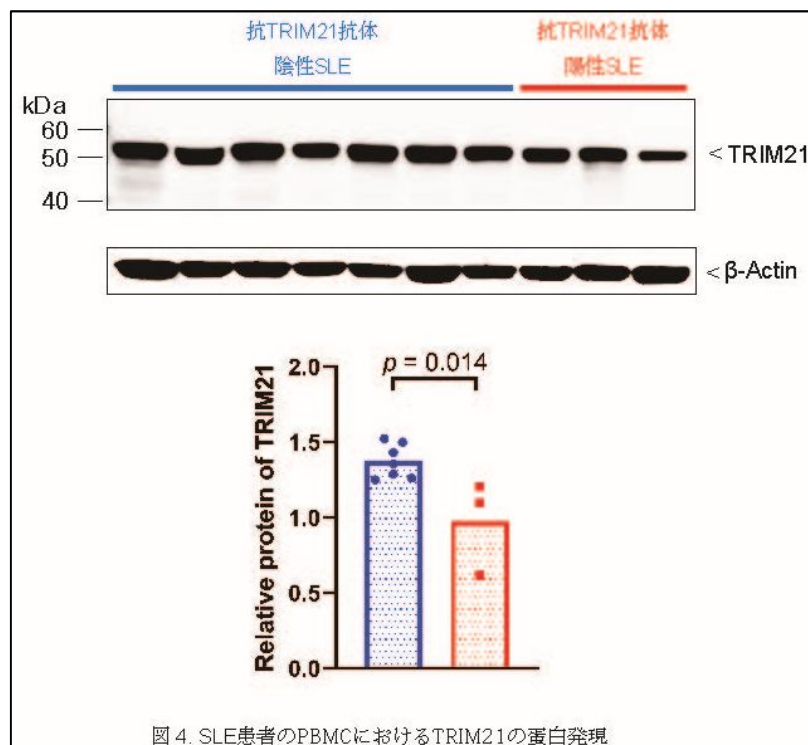 抗TRIM21抗体
陰性SLE
抗TRIM21抗体
陽性SLE
kDa
60
50
40
<TRIM21
<β-Actin
Relative protein of TRIM21
2.0
1.5
1.0
0.5
0.0
p = 0.014
図 4. SLE患者のPBMCにおけるTRIM21の蛋白発現